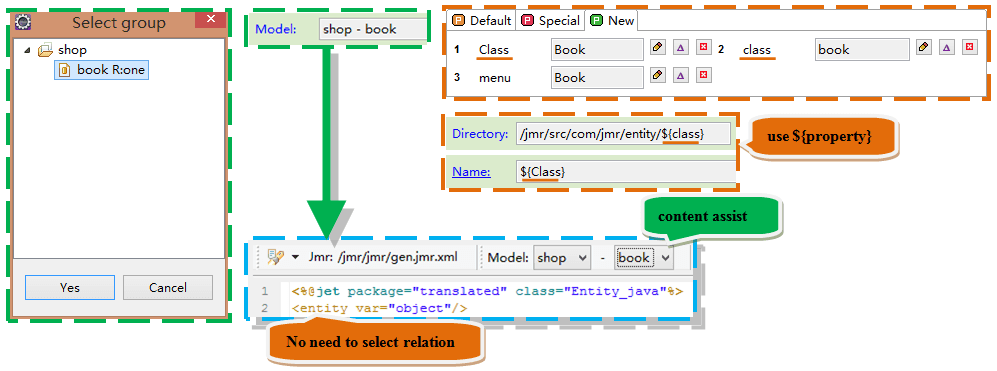 Select group
shop
book R:one
Yes
Cancel
Model: shop - book
Default Special New
1 Class Book 2 class book
3 menu Book
Directory: /jmr/src/com/jmr/entity/${class}
Name: ${Class}
use ${property}
content assist
Jmr: /jmr/jmr/gen.jmr.xml Model: shop - book
1 <%@jet package="translated" class="Entity_java"%>
2 <entity var="object"/>
No need to select relation